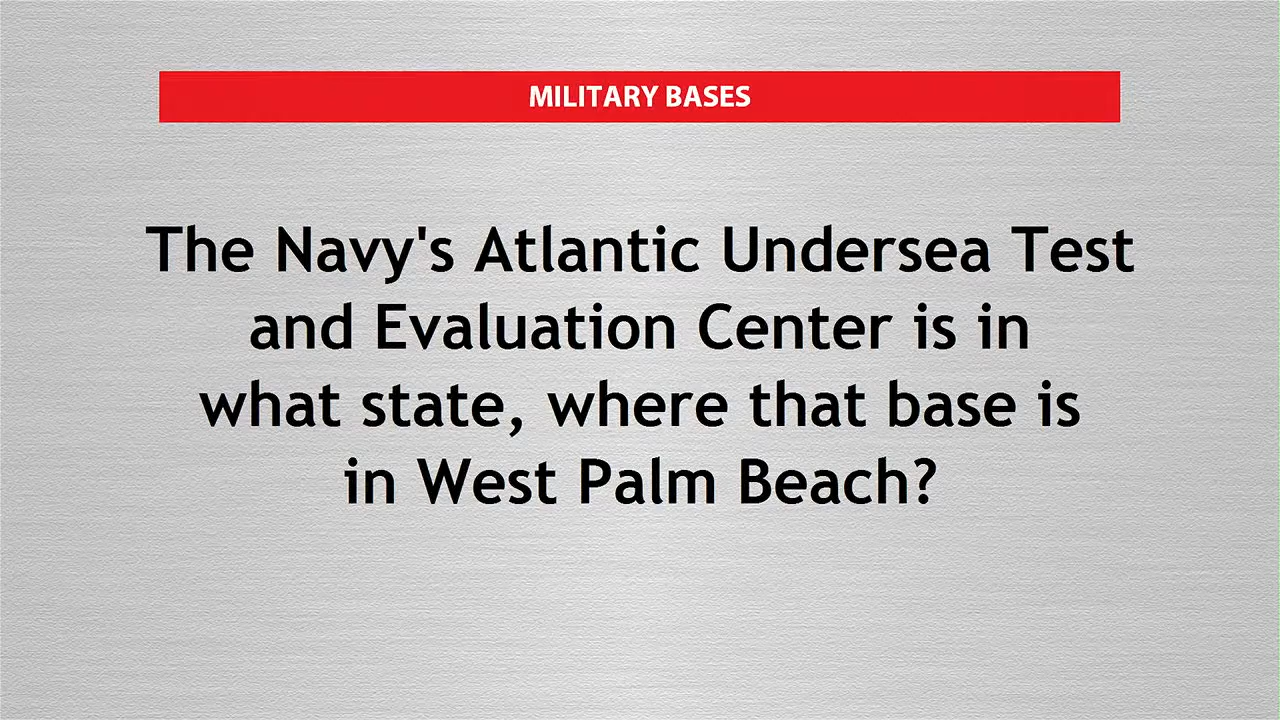 MILITARY BASES
The Navy's Atlantic Undersea Test
and Evaluation Center is in
what state, where that base is
in West Palm Beach?